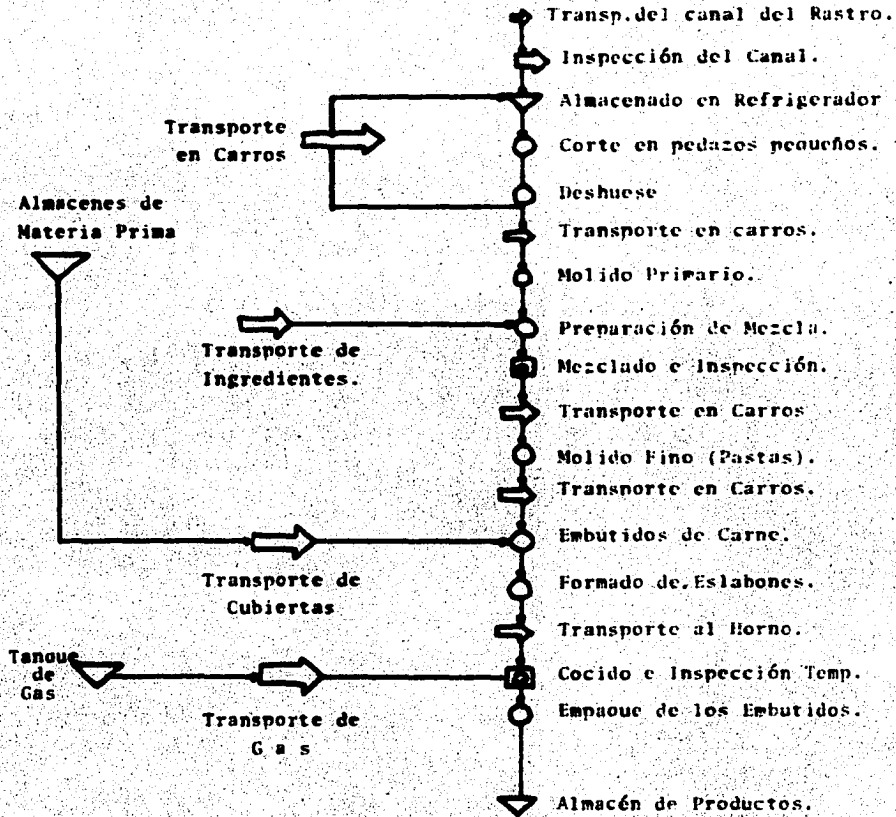 Transp.del canal del Rastro.
Inspección del Canal.
Almacenado en Refrigerador
Transporte
en Carros
Corte en pedazos pequeños.
Deshuese
Almacenes de
Materia Prima
Transporte en carros.
Molido Primario.
Preparación de Mezcla.
Transporte de
Ingredientes.
Mezclado e Inspección.
Transporte en Carros
Molido Fino (Pastas).
Transporte en Carros.
Embutidos de Carne.
Transporte de
Cubiertas
Formado de.Eslabones.
Transporte al Horno.
Tanque
de
Gas
Cocido e Inspección Temp.
Transporte de
G a s
Empaque de los Embutidos.
Almacén de Productos.